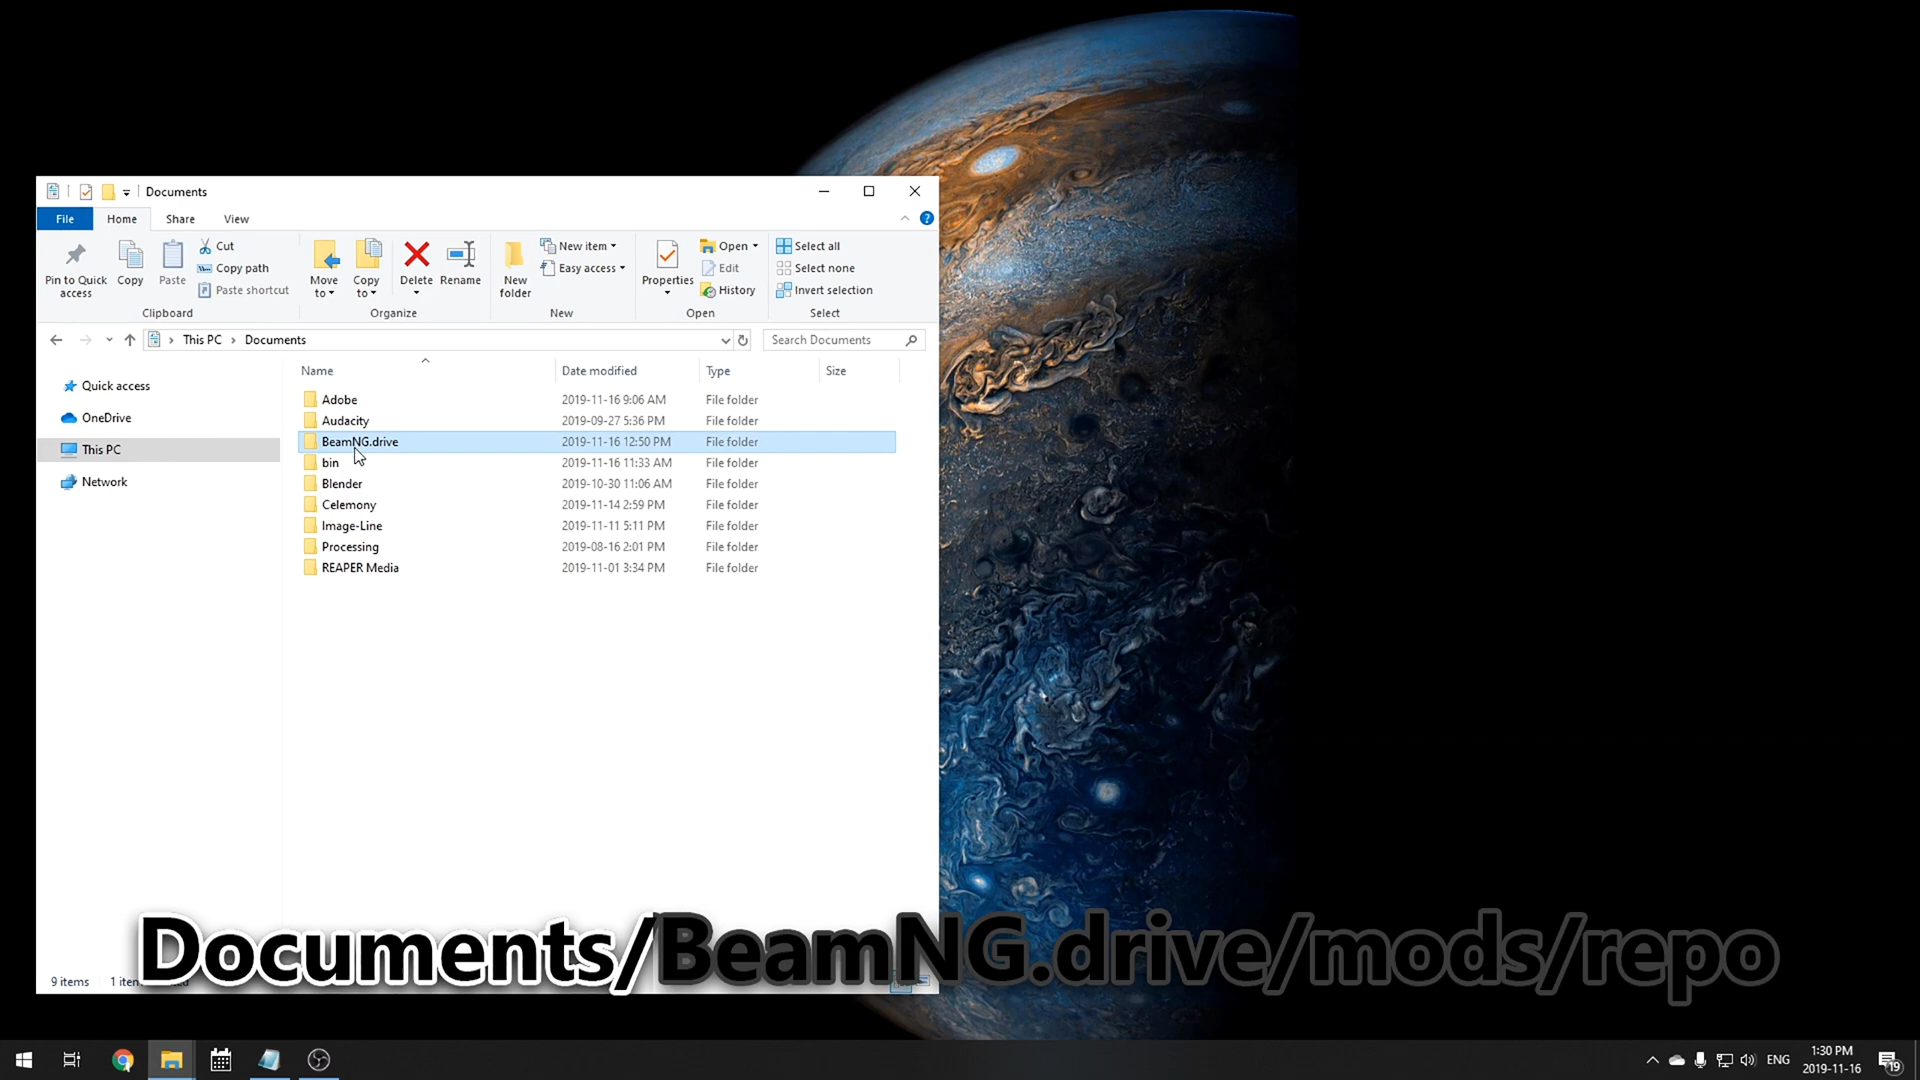 Documents
File Home Share View
Pin to Quick access
Copy
Paste
Cut
Copy path
Paste shortcut
Clipboard
Move to
Copy to
Delete
Rename
Organize
New folder
New item
Easy access
New
Properties
Open
Edit
History
Open
Select all
Select none
Invert selection
Select
This PC > Documents
Search Documents
Quick access
OneDrive
This PC
Network
Name Date modified Type Size
Adobe 2019-11-16 9:06 AM File folder
Audacity 2019-09-27 5:36 PM File folder
BeamNG.drive 2019-11-16 12:50 PM File folder
bin 2019-11-16 11:33 AM File folder
Blender 2019-10-30 11:06 AM File folder
Celemony 2019-11-14 2:59 PM File folder
Image-Line 2019-11-11 5:11 PM File folder
Processing 2019-08-16 2:01 PM File folder
REAPER Media 2019-11-01 3:34 PM File folder
Documents/BeamNG.drive/mods/repo
9 items
ENG
1:30 PM
2019-11-16
19